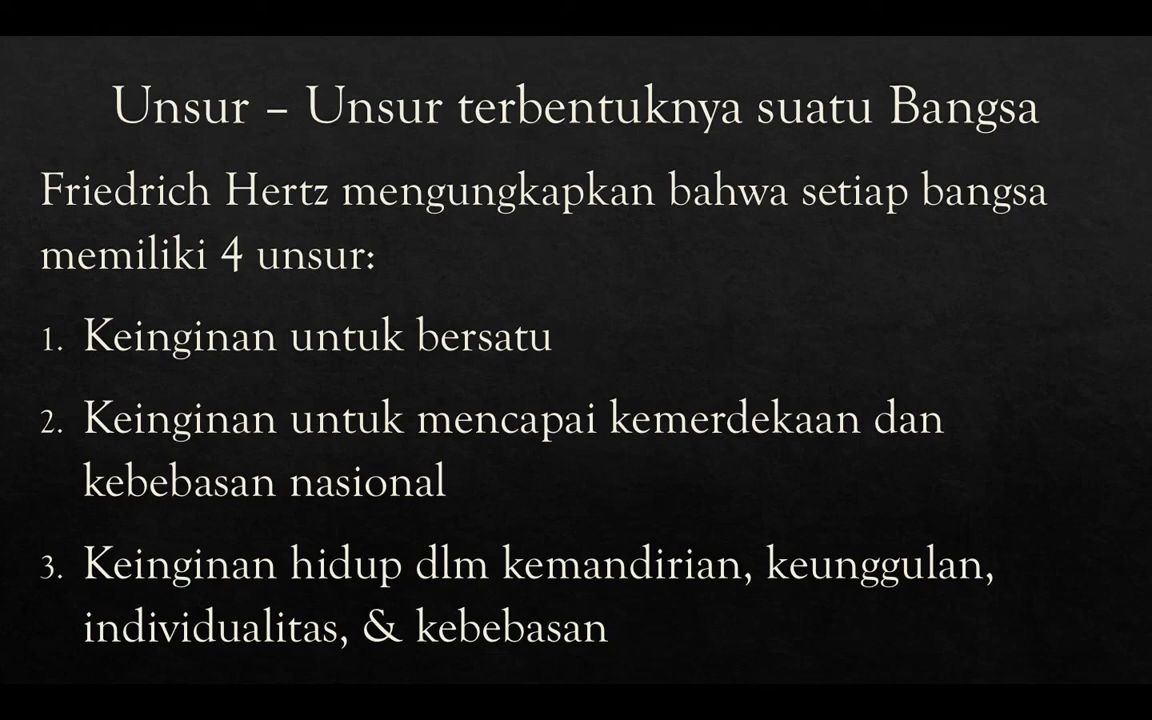 Unsur – Unsur terbentuknya suatu Bangsa
Friedrich Hertz mengungkapkan bahwa setiap bangsa
memiliki 4 unsur:
1. Keinginan untuk bersatu
2. Keinginan untuk mencapai kemerdekaan dan
kebebasan nasional
3. Keinginan hidup dlm kemandirian, keunggulan,
individualitas, & kebebasan